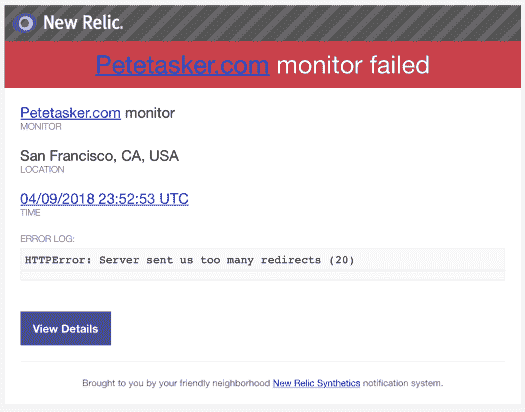 New Relic.
Petetasker.com monitor failed
Petetasker.com monitor
MONITOR
San Francisco, CA, USA
LOCATION
04/09/2018 23:52:53 UTC
TIME
ERROR LOG:
HTTPError: Server sent us too many redirects (20)
View Details
Brought to you by your friendly neighborhood New Relic Synthetics notification system.